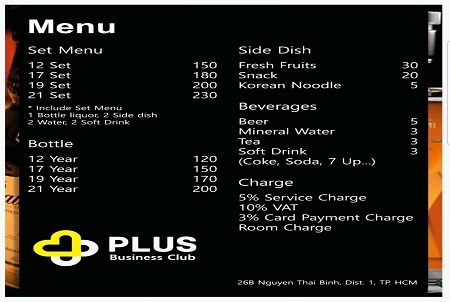 Menu
Set Menu
12 Set 150
17 Set 180
19 Set 200
21 Set 230
* Include Set Menu
1 Bottle liquor, 2 Side dish
2 Water, 2 Soft Drink
Bottle
12 Year 120
17 Year 150
19 Year 170
21 Year 200
PLUS
Business Club
Side Dish
Fresh Fruits 30
Snack 20
Korean Noodle 5
Beverages
Beer 5
Mineral Water 3
Tea 3
Soft Drink 3
(Coke, Soda, 7 Up...)
Charge
5% Service Charge
10% VAT
3% Card Payment Charge
Room Charge
26B Nguyen Thai Binh, Dist. 1, TP. HCM